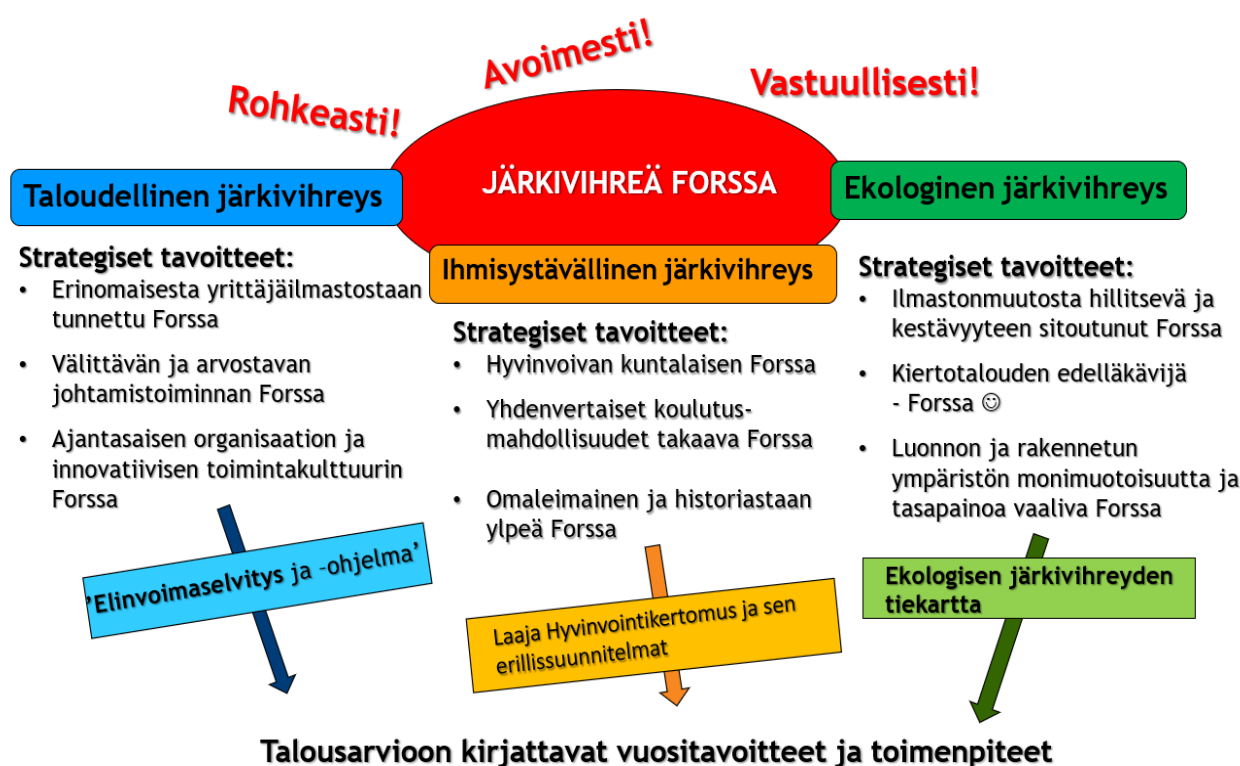 Rohkeasti!
Avoimesti!
Vastuullisesti!
JÄRKIVIHREÄ FORSSA
Taloudellinen järkivihreys
Strategiset tavoitteet:
• Erinomaisesta yrittäjäilmastostaan
tunnettu Forssa
• Välittävän ja arvostavan
johtamistoiminnan Forssa
• Ajantasaisen organisaation ja
innovatiivisen toimintakulttuurin
Forssa
'Elinvoimaselvitys ja -ohjelma'
Ihmisystävällinen järkivihreys
Strategiset tavoitteet:
• Hyvinvoivan kuntalaisen Forssa
• Yhdenvertaiset koulutus-
mahdollisuudet takaava Forssa
• Omaleimainen ja historiastaan
ylpeä Forssa
Laaja Hyvinvointikertomus ja sen
erillissuunnitelmat
Ekologinen järkivihreys
Strategiset tavoitteet:
• Ilmastonmuutosta hillitsevä ja
kestävyyteen sitoutunut Forssa
• Kiertotalouden edelläkävijä
- Forssa ☺
• Luonnon ja rakennetun
ympäristön monimuotoisuutta ja
tasapainoa vaaliva Forssa
Ekologisen järkivihreyden
tiekartta
Talousarvioon kirjattavat vuositavoitteet ja toimenpiteet